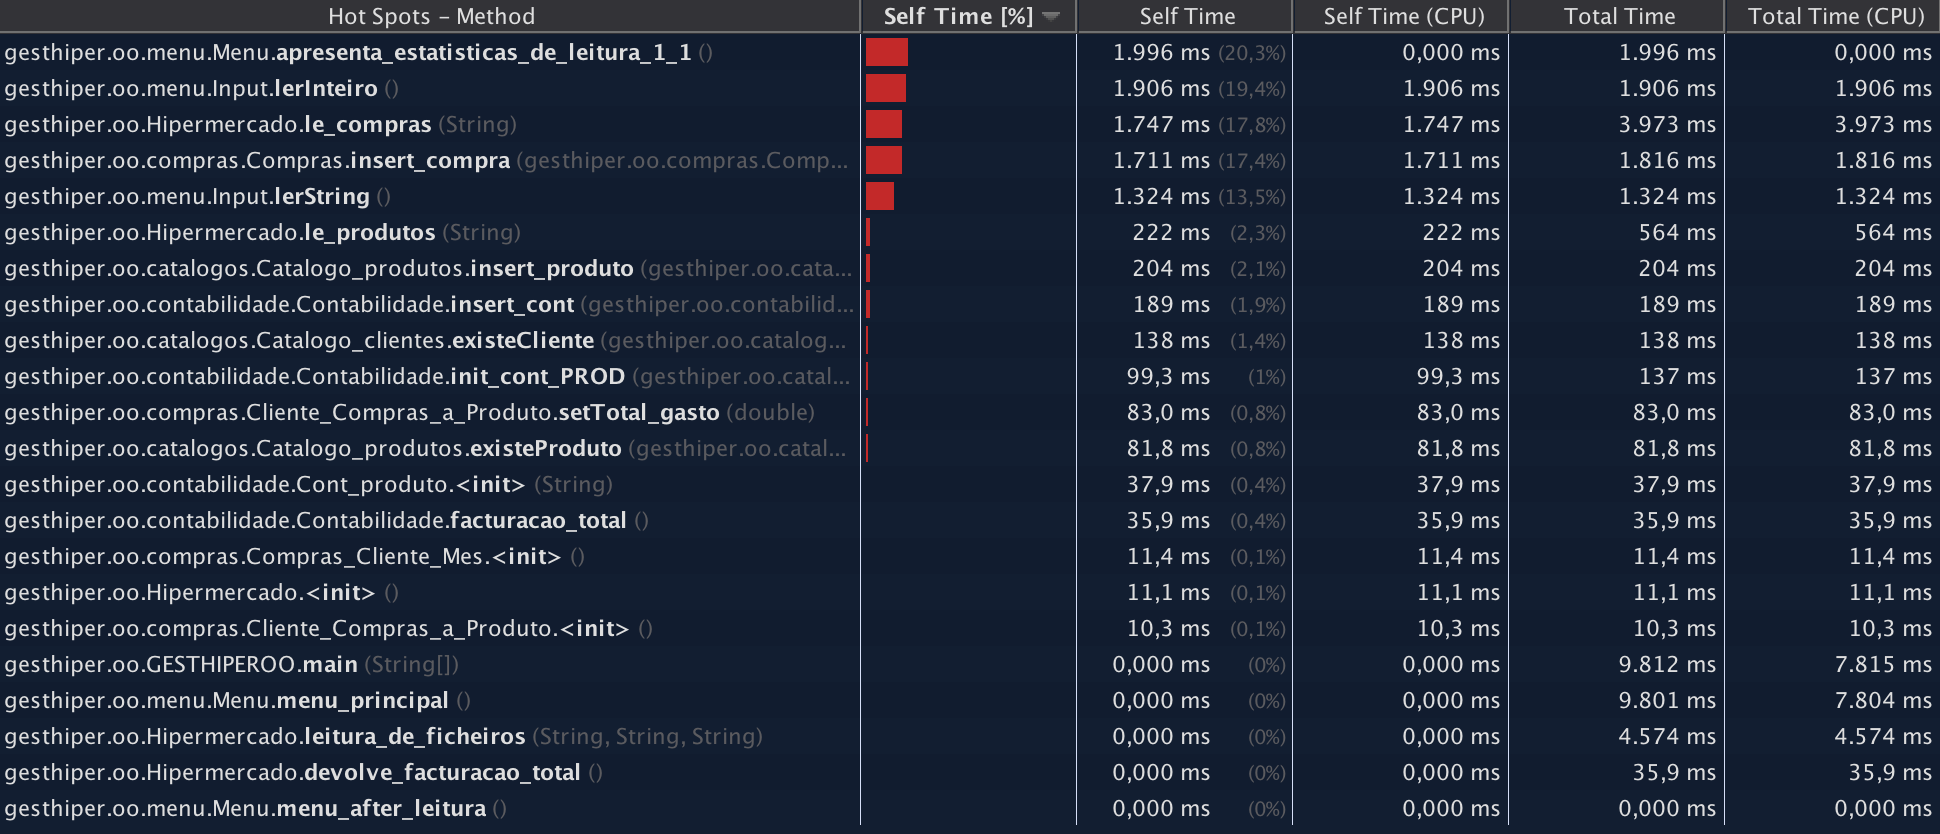 Hot Spots – Method Self Time [%] Self Time Self Time (CPU) Total Time Total Time (CPU)
gesthiper.oo.menu.Menu.apresenta_estatisticas_de_leitura_1_1 () 1.996 ms (20,3%) 0,000 ms 1.996 ms 0,000 ms
gesthiper.oo.menu.Input.lerInteiro () 1.906 ms (19,4%) 1.906 ms 1.906 ms 1.906 ms
gesthiper.oo.Hipermercado.le_compras (String) 1.747 ms (17,8%) 1.747 ms 3.973 ms 3.973 ms
gesthiper.oo.compras.Compras.insert_compra (gesthiper.oo.compras.Comp... 1.711 ms (17,4%) 1.711 ms 1.816 ms 1.816 ms
gesthiper.oo.menu.Input.lerString () 1.324 ms (13,5%) 1.324 ms 1.324 ms 1.324 ms
gesthiper.oo.Hipermercado.le_produtos (String) 222 ms (2,3%) 222 ms 564 ms 564 ms
gesthiper.oo.catalogos.Catalogo_produtos.insert_produto (gesthiper.oo.cata... 204 ms (2,1%) 204 ms 204 ms 204 ms
gesthiper.oo.contabilidade.Contabilidade.insert_cont (gesthiper.oo.contabilid... 189 ms (1,9%) 189 ms 189 ms 189 ms
gesthiper.oo.catalogos.Catalogo_clientes.existeCliente (gesthiper.oo.catalog... 138 ms (1,4%) 138 ms 138 ms 138 ms
gesthiper.oo.contabilidade.Contabilidade.init_cont_PROD (gesthiper.oo.catal... 99,3 ms (1%) 99,3 ms 137 ms 137 ms
gesthiper.oo.compras.Cliente_Compras_a_Produto.setTotal_gasto (double) 83,0 ms (0,8%) 83,0 ms 83,0 ms 83,0 ms
gesthiper.oo.catalogos.Catalogo_produtos.existeProduto (gesthiper.oo.catal... 81,8 ms (0,8%) 81,8 ms 81,8 ms 81,8 ms
gesthiper.oo.contabilidade.Cont_produto.<init> (String) 37,9 ms (0,4%) 37,9 ms 37,9 ms 37,9 ms
gesthiper.oo.contabilidade.Contabilidade.facturacao_total () 35,9 ms (0,4%) 35,9 ms 35,9 ms 35,9 ms
gesthiper.oo.compras.Compras_Cliente_Mes.<init> () 11,4 ms (0,1%) 11,4 ms 11,4 ms 11,4 ms
gesthiper.oo.Hipermercado.<init> () 11,1 ms (0,1%) 11,1 ms 11,1 ms 11,1 ms
gesthiper.oo.compras.Cliente_Compras_a_Produto.<init> () 10,3 ms (0,1%) 10,3 ms 10,3 ms 10,3 ms
gesthiper.oo.GESTHIPEROO.main (String[]) 0,000 ms (0%) 0,000 ms 9.812 ms 7.815 ms
gesthiper.oo.menu.Menu.menu_principal () 0,000 ms (0%) 0,000 ms 9.801 ms 7.804 ms
gesthiper.oo.Hipermercado.leitura_de_ficheiros (String, String, String) 0,000 ms (0%) 0,000 ms 4.574 ms 4.574 ms
gesthiper.oo.Hipermercado.devolve_facturacao_total () 0,000 ms (0%) 0,000 ms 35,9 ms 35,9 ms
gesthiper.oo.menu.Menu.menu_after_leitura () 0,000 ms (0%) 0,000 ms 0,000 ms 0,000 ms